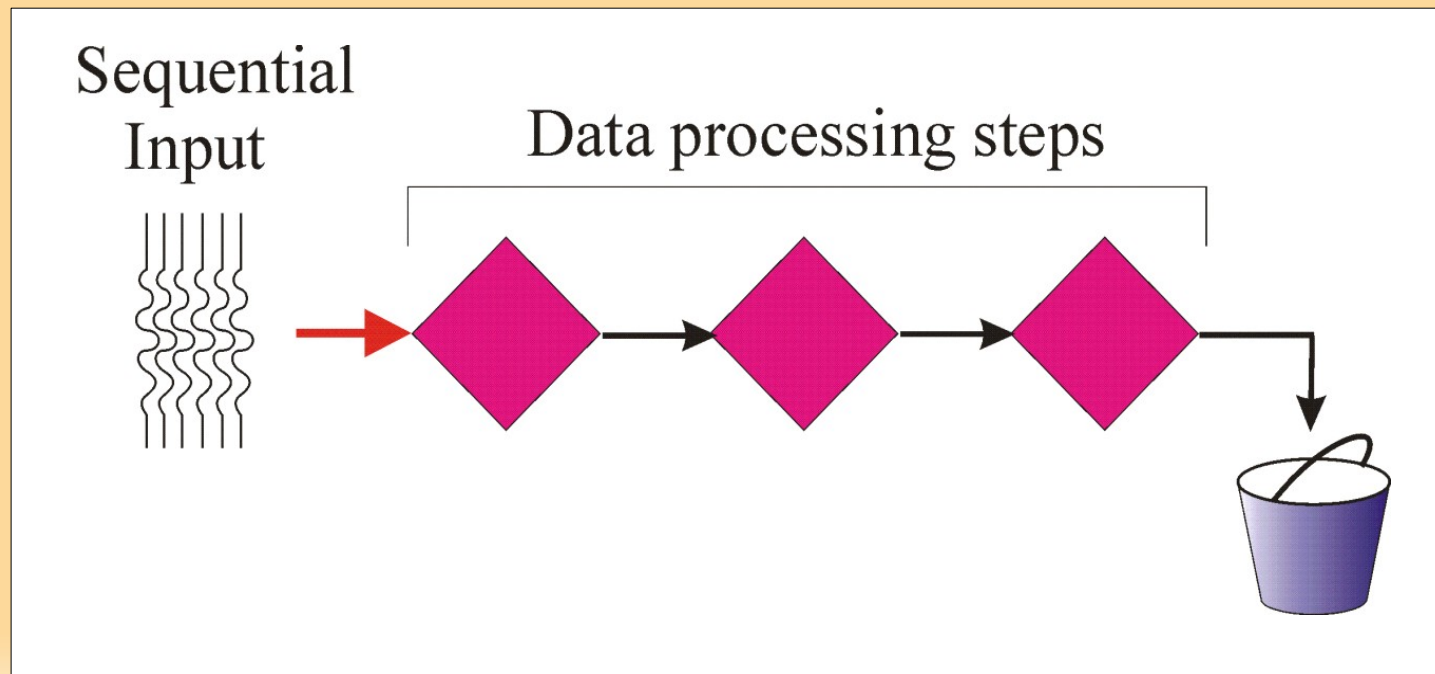 Sequential
Input
Data processing steps